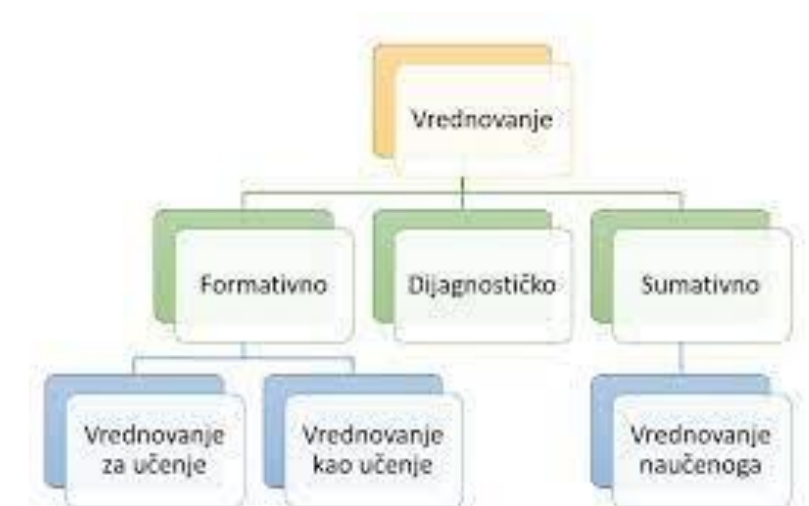 Vrednovanje
Formativno
Dijagnostičko
Sumativno
Vrednovanje
za učenje
Vrednovanje
kao učenje
Vrednovanje
naučenoga